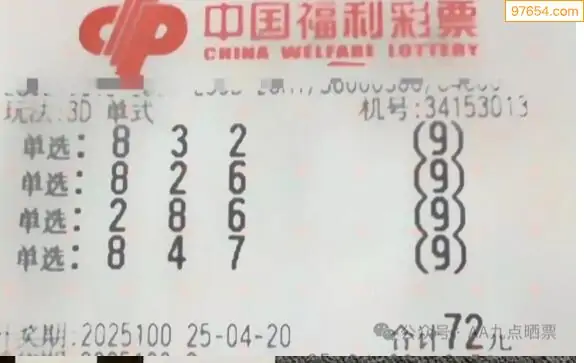 97654.com
中国福利彩票
CHINA WELFARE LOTTERY
玩法:3D 单式 机号:34153013
单选: 8 3 2 (9)
单选: 8 2 6 (9)
单选: 2 8 6 (9)
单选: 8 4 7 (9)
奖期:2025100 25-04-20 合计72元
公众号·AA九点晒票